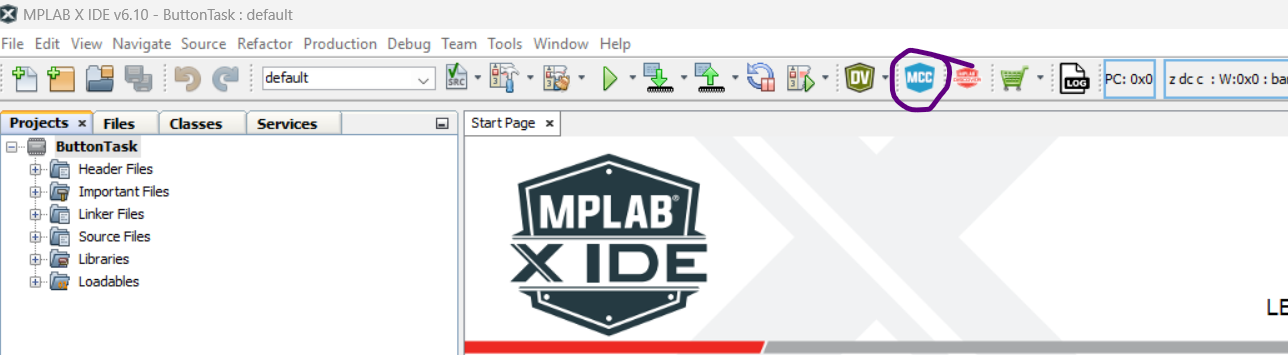 MPLAB X IDE v6.10 - ButtonTask : default
File Edit View Navigate Source Refactor Production Debug Team Tools Window Help
default
SRC
DV
MCC
LOG
PC: 0x0
z dc c : W:0x0 : bar
Projects
Files
Classes
Services
Start Page
ButtonTask
Header Files
Important Files
Linker Files
Source Files
Libraries
Loadables
MPLAB®
X IDE
LE